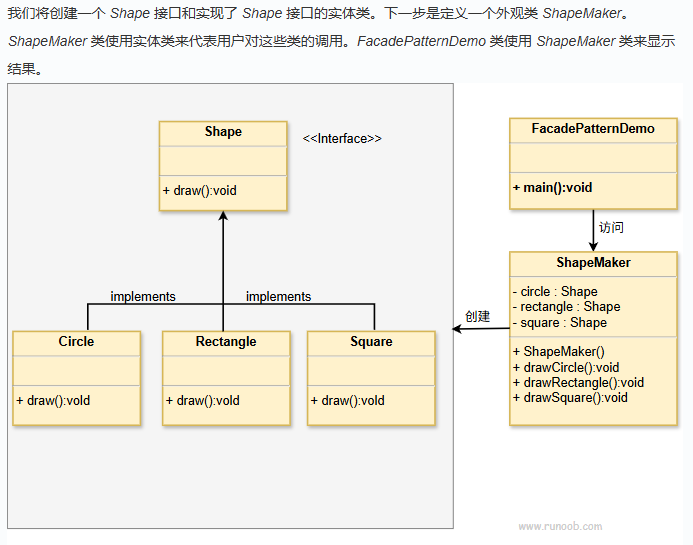 我们将创建一个 Shape 接口和实现了 Shape 接口的实体类。下一步是定义一个外观类 ShapeMaker。
ShapeMaker 类使用实体类来代表用户对这些类的调用。FacadePatternDemo 类使用 ShapeMaker 类来显示
结果。
Shape
<<Interface>>
+ draw():void
FacadePatternDemo
+ main():void
访问
ShapeMaker
- circle : Shape
- rectangle : Shape
- square : Shape
+ ShapeMaker()
+ drawCircle():void
+ drawRectangle():void
+ drawSquare():void
创建
implements
implements
Circle
+ draw():vold
Rectangle
+ draw():vold
Square
+ draw():vold
www.runoob.com